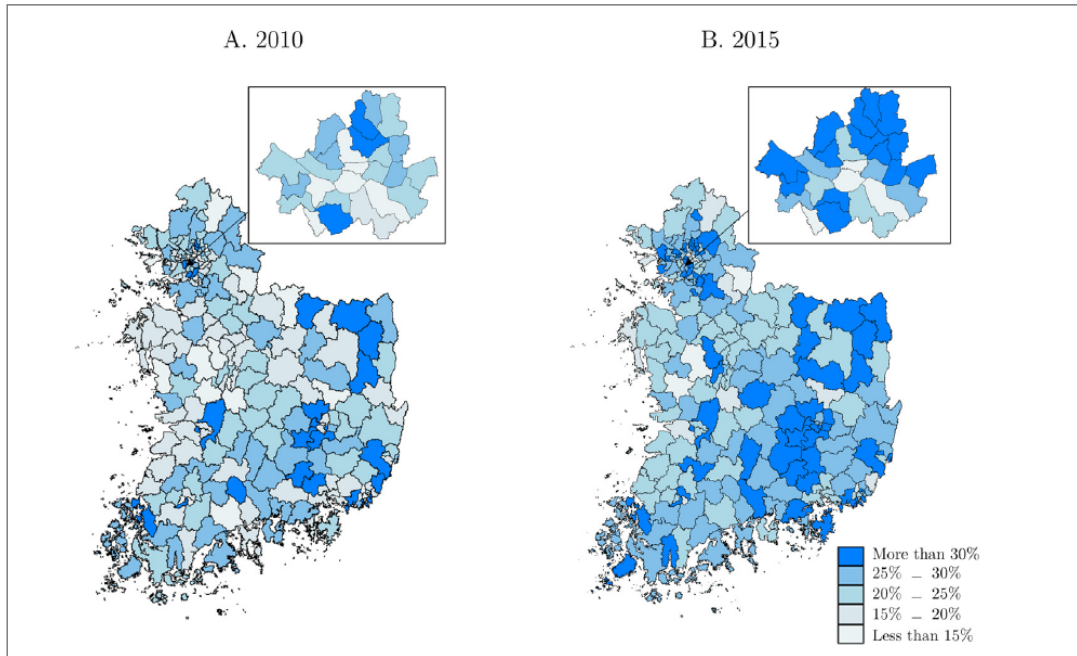 A. 2010
B. 2015
More than 30%
25% – 30%
20% – 25%
15% – 20%
Less than 15%